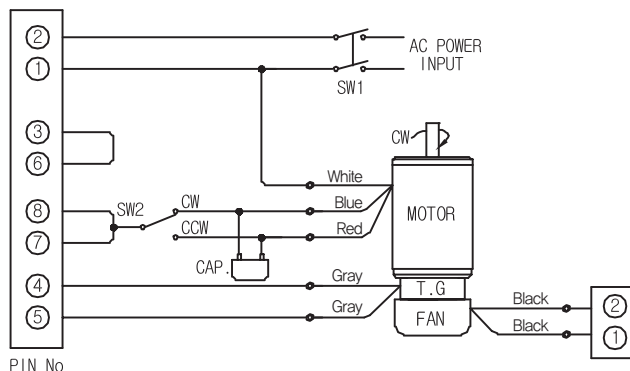 ②
①
③
⑥
⑧
⑦
④
⑤
PIN No
AC POWER
INPUT
SW1
SW2
CW
CCW
CAP.
White
Blue
Red
Gray
Gray
CW
MOTOR
T.G
FAN
Black
Black
②
①